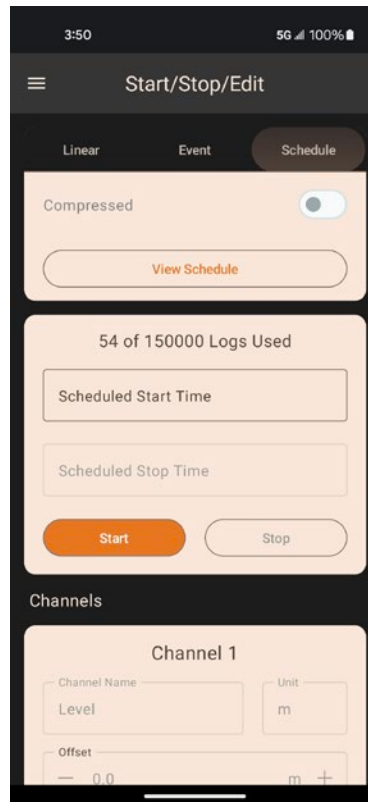 3:50 5G 100%
Start/Stop/Edit
Linear Event Schedule
Compressed
View Schedule
54 of 150000 Logs Used
Scheduled Start Time
Scheduled Stop Time
Start Stop
Channels
Channel 1
Channel Name Unit
Level m
Offset
— 0.0 m +